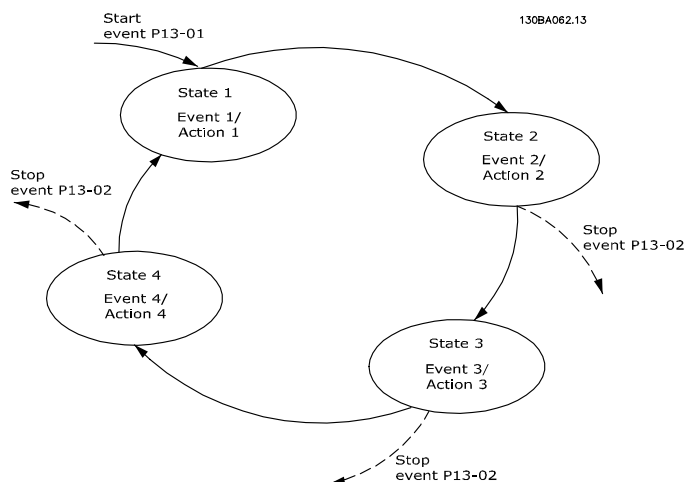 Start
event P13-01
130BA062.13
State 1
Event 1/
Action 1
State 2
Event 2/
Action 2
Stop
event P13-02
Stop
event P13-02
State 4
Event 4/
Action 4
State 3
Event 3/
Action 3
Stop
event P13-02